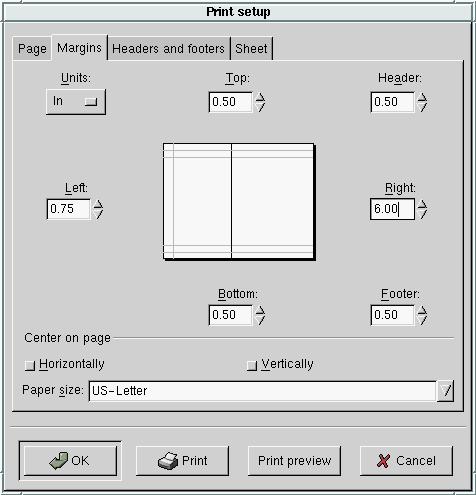 Print setup
Page Margins Headers and footers Sheet
Units: Top: Header:
In 0.50 0.50
Left: Right:
0.75 6.00
Bottom: Footer:
0.50 0.50
Center on page
Horizontally Vertically
Paper size: US-Letter
OK Print Print preview Cancel